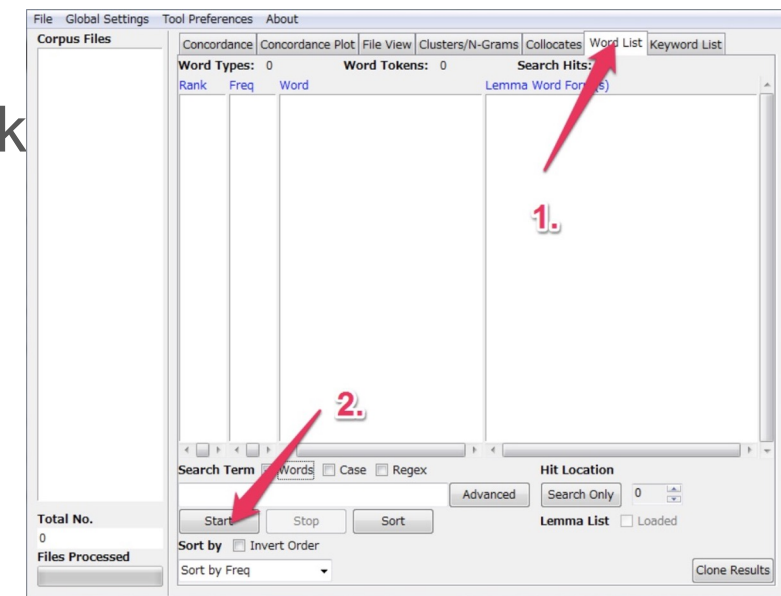 File Global Settings Tool Preferences About
Corpus Files
Concordance Concordance Plot File View Clusters/N-Grams Collocates Word List Keyword List
Word Types: 0 Word Tokens: 0 Search Hits:
Rank Freq Word Lemma Word Form(s)
k
1.
2.
Search Term Words Case Regex Hit Location
Advanced Search Only 0
Total No.
Start Stop Sort Lemma List Loaded
0
Sort by Invert Order
Files Processed
Sort by Freq Clone Results